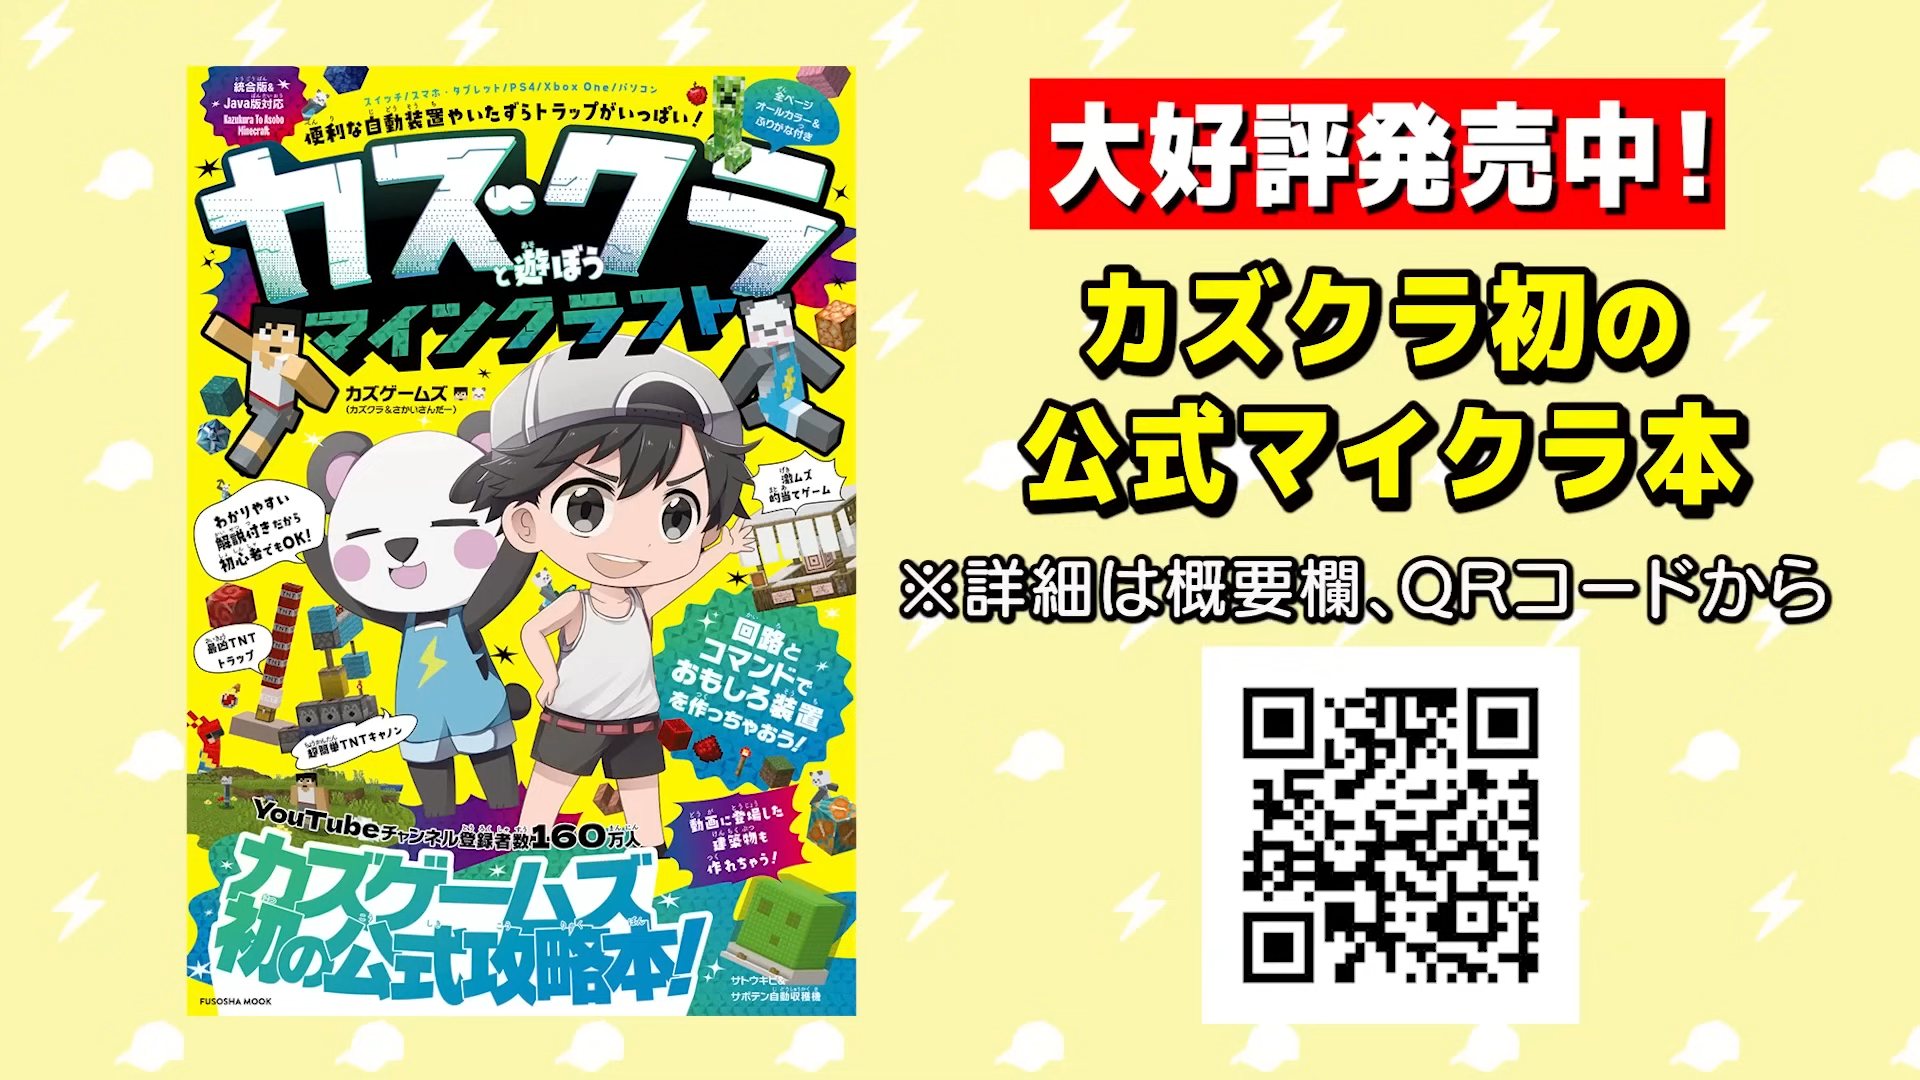 統合版&
Java版対応
Kazukura To Asobo
Minecraft
スイッチ/スマホ・タブレット/PS4/Xbox One/パソコン
便利な自動装置やいたずらトラップがいっぱい!
全ページ
オールカラー&
ふりがな付き
カズクラ
と遊ぼう
マインクラフト
カズゲームズ
(カズクラ&さかいさんだー)
わかりやすい
解説付きだから
初心者でもOK!
激ムズ
的当てゲーム
最凶TNT
トラップ
回路と
コマンドで
おもしろ装置
を作っちゃおう!
超簡単TNTキャノン
動画に登場した
建築物も
作れちゃう!
YouTubeチャンネル登録者数160万人
カズゲームズ
初の公式攻略本!
サトウキビ&
サボテン自動収穫機
FUSOSHA MOOK
大好評発売中!
カズクラ初の
公式マイクラ本
※詳細は概要欄、QRコードから